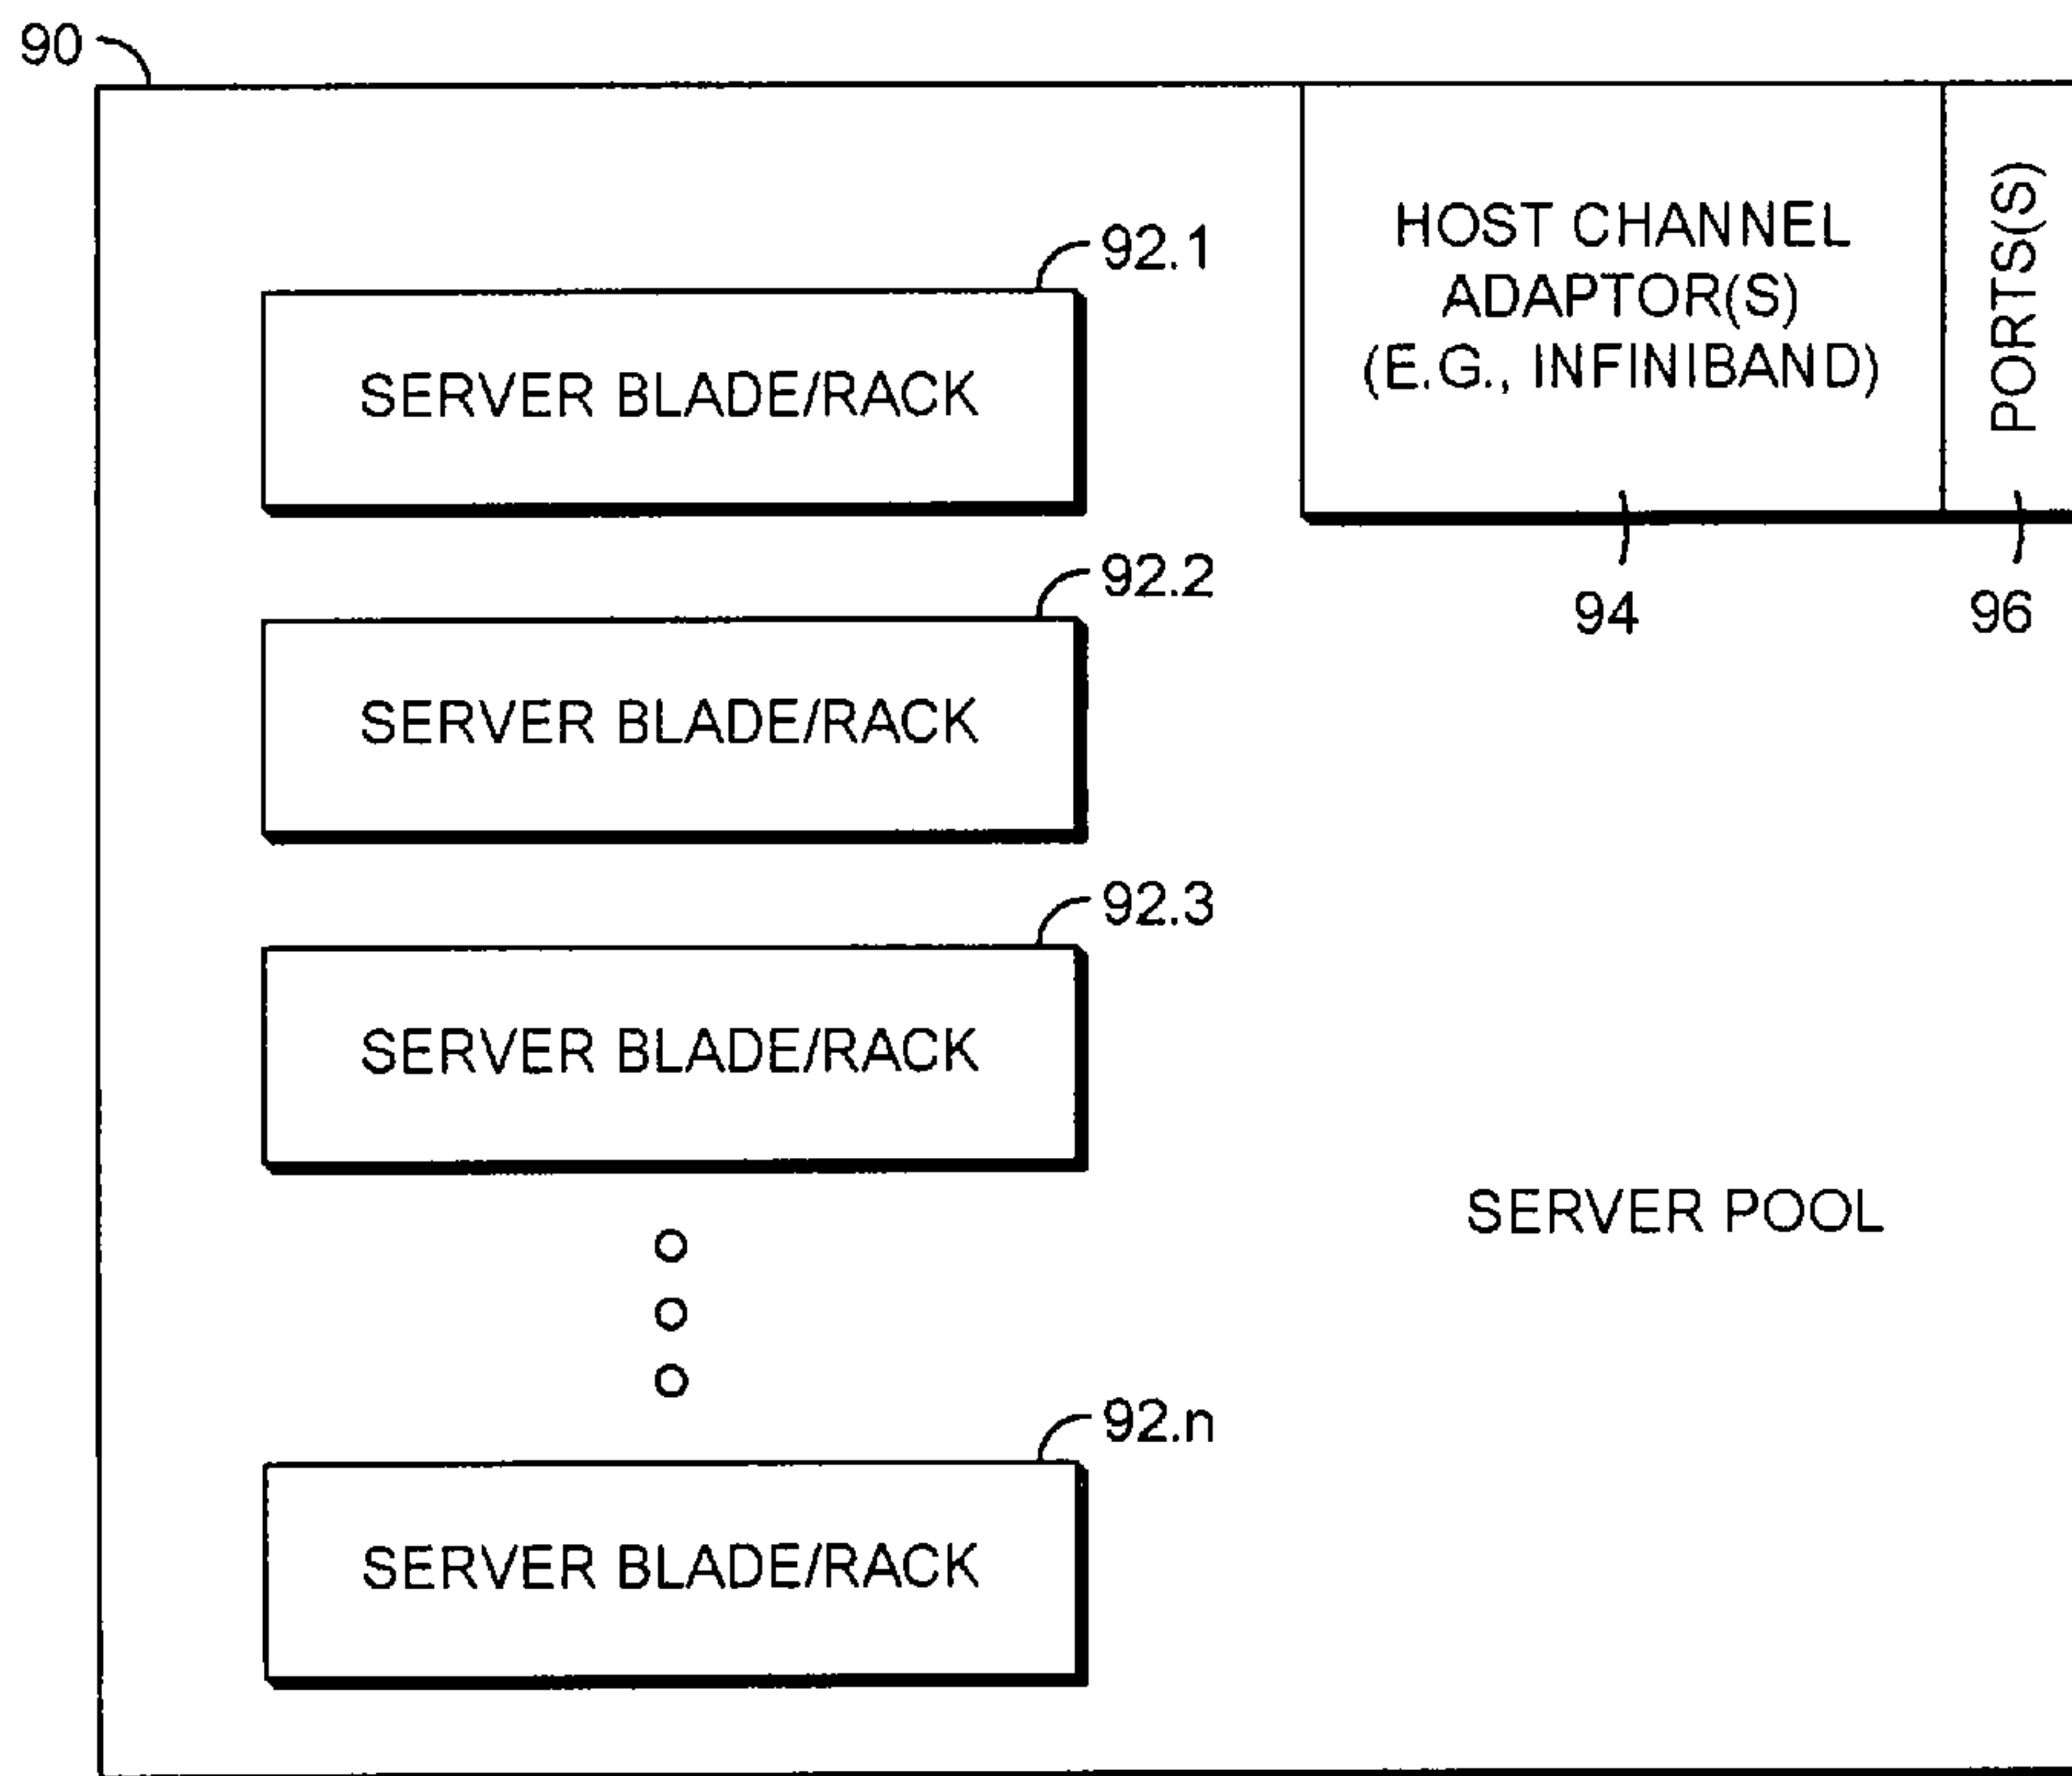 90
92.1
SERVER BLADE/RACK
HOST CHANNEL
ADAPTOR(S)
(E.G., INFINIBAND)
PORTS(S)
94
96
92.2
SERVER BLADE/RACK
92.3
SERVER BLADE/RACK
SERVER POOL
92.n
SERVER BLADE/RACK